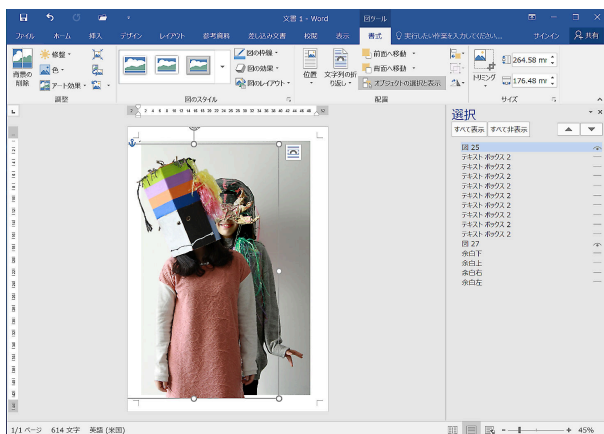 文書 1 - Word
図ツール
ファイル ホーム 挿入 デザイン レイアウト 参考資料 差し込み文書 校閲 表示 書式 実行したい作業を入力してください... サインイン 共有
背景の削除
修整
色
アート効果
調整
図の枠線
図の効果
図のレイアウト
図のスタイル
位置
文字列の折り返し
前面へ移動
背面へ移動
オブジェクトの選択と表示
配置
トリミング
264.58 mm
176.48 mm
サイズ
選択
すべて表示 すべて非表示
図 25
テキスト ボックス 2
テキスト ボックス 2
テキスト ボックス 2
テキスト ボックス 2
テキスト ボックス 2
テキスト ボックス 2
テキスト ボックス 2
テキスト ボックス 2
テキスト ボックス 2
図 27
余白下
余白上
余白右
余白左
1/1 ページ 614 文字 英語 (米国)
45%